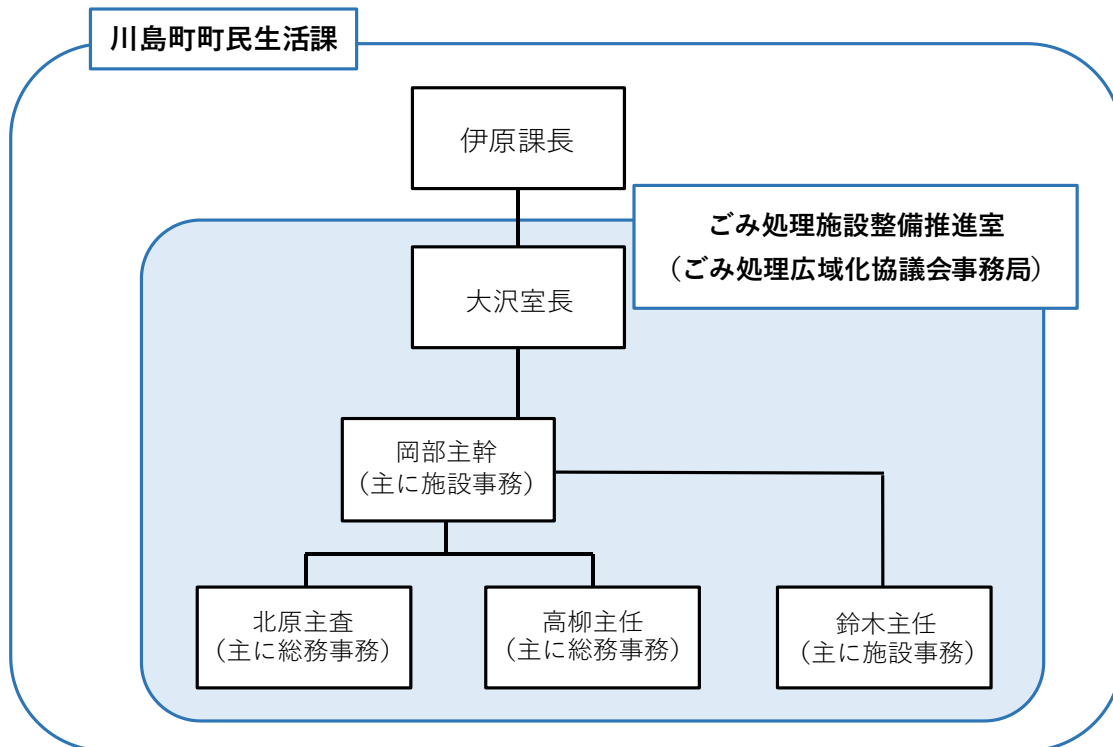 川島町町民生活課
伊原課長
ごみ処理施設整備推進室
（ごみ処理広域化協議会事務局）
大沢室長
岡部主幹
（主に施設事務）
北原主査
（主に総務事務）
高柳主任
（主に総務事務）
鈴木主任
（主に施設事務）